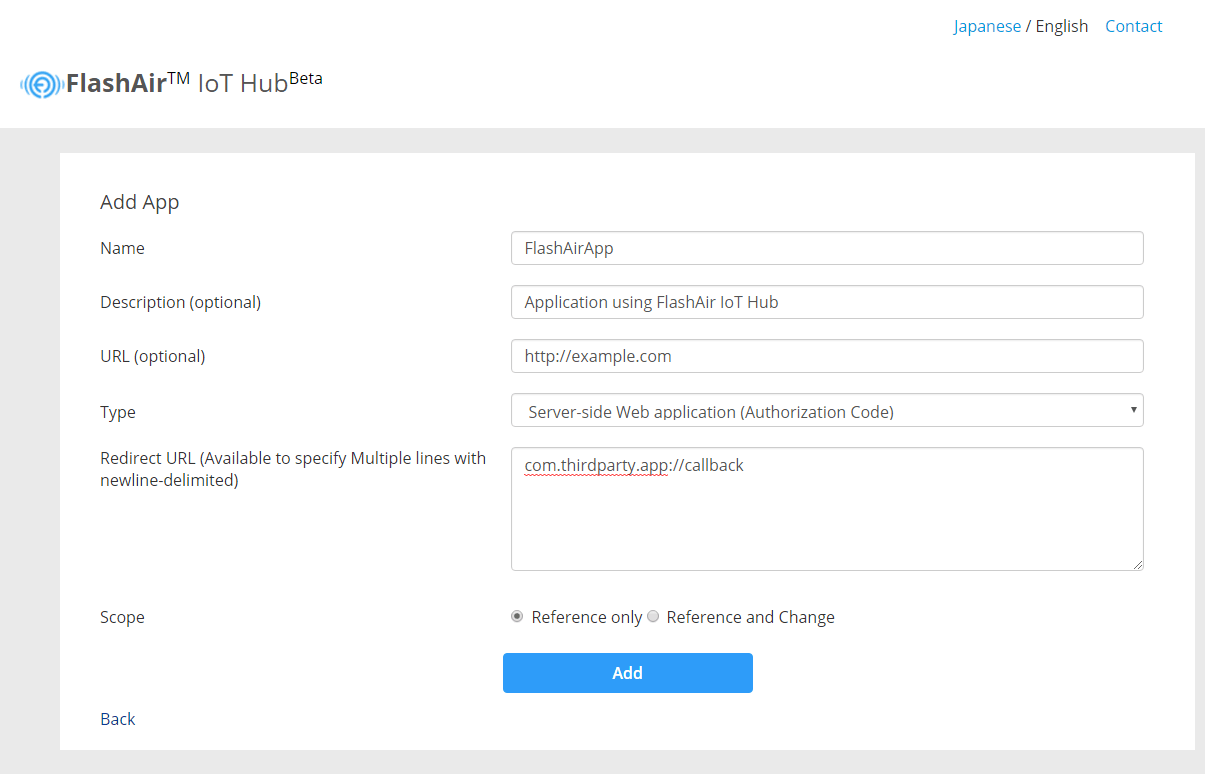 Japanese / English Contact
FlashAir™ IoT Hub Beta
Add App
Name
FlashAirApp
Description (optional)
Application using FlashAir IoT Hub
URL (optional)
http://example.com
Type
Server-side Web application (Authorization Code)
Redirect URL (Available to specify Multiple lines with
newline-delimited)
com.thirdparty.app://callback
Scope
Reference only Reference and Change
Add
Back